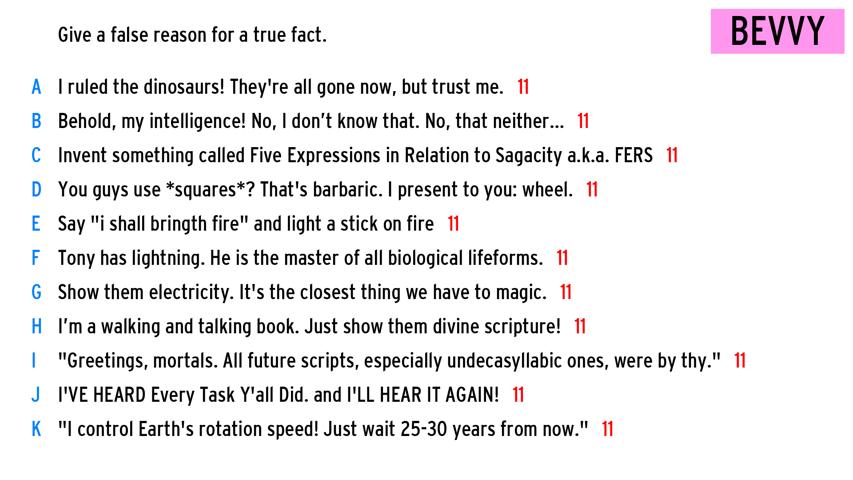 Give a false reason for a true fact.
BEVVY
A I ruled the dinosaurs! They're all gone now, but trust me. 11
B Behold, my intelligence! No, I don’t know that. No, that neither... 11
C Invent something called Five Expressions in Relation to Sagacity a.k.a. FERS 11
D You guys use *squares*? That's barbaric. I present to you: wheel. 11
E Say "i shall bringth fire" and light a stick on fire 11
F Tony has lightning. He is the master of all biological lifeforms. 11
G Show them electricity. It's the closest thing we have to magic. 11
H I’m a walking and talking book. Just show them divine scripture! 11
I "Greetings, mortals. All future scripts, especially undecasyllabic ones, were by thy." 11
J I'VE HEARD Every Task Y'all Did. and I'LL HEAR IT AGAIN! 11
K "I control Earth's rotation speed! Just wait 25-30 years from now." 11